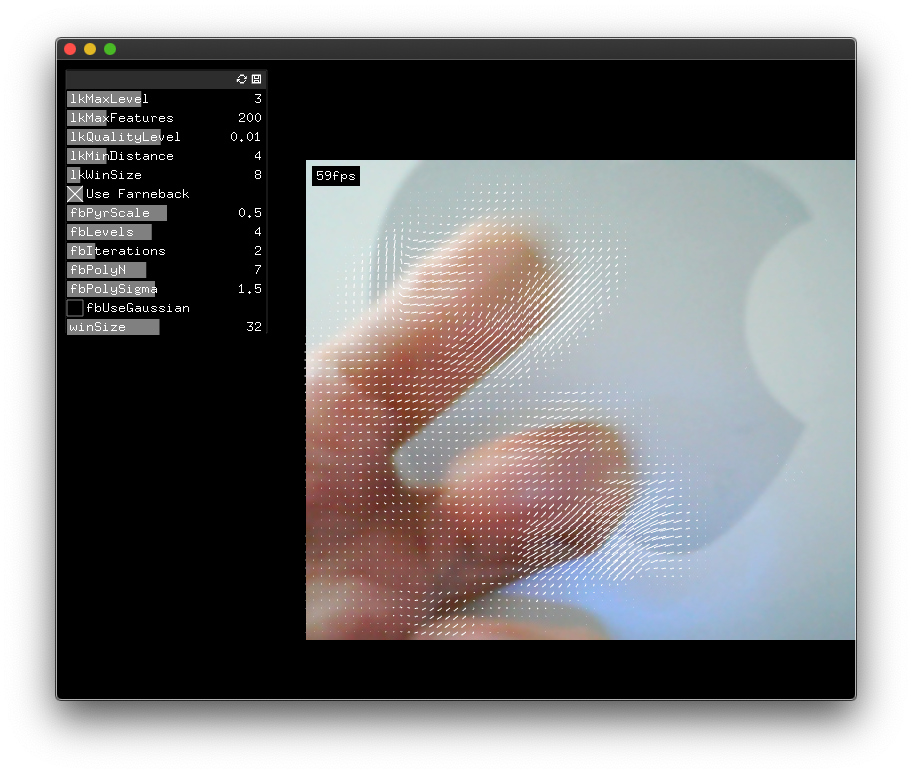 lkMaxLevel 3
lkMaxFeatures 200
lkQualityLevel 0.01
lkMinDistance 4
lkWinSize 8
Use Farneback
fbPyrScale 0.5
fbLevels 4
fbIterations 2
fbPolyN 7
fbPolySigma 1.5
fbUseGaussian
winSize 32
59fps